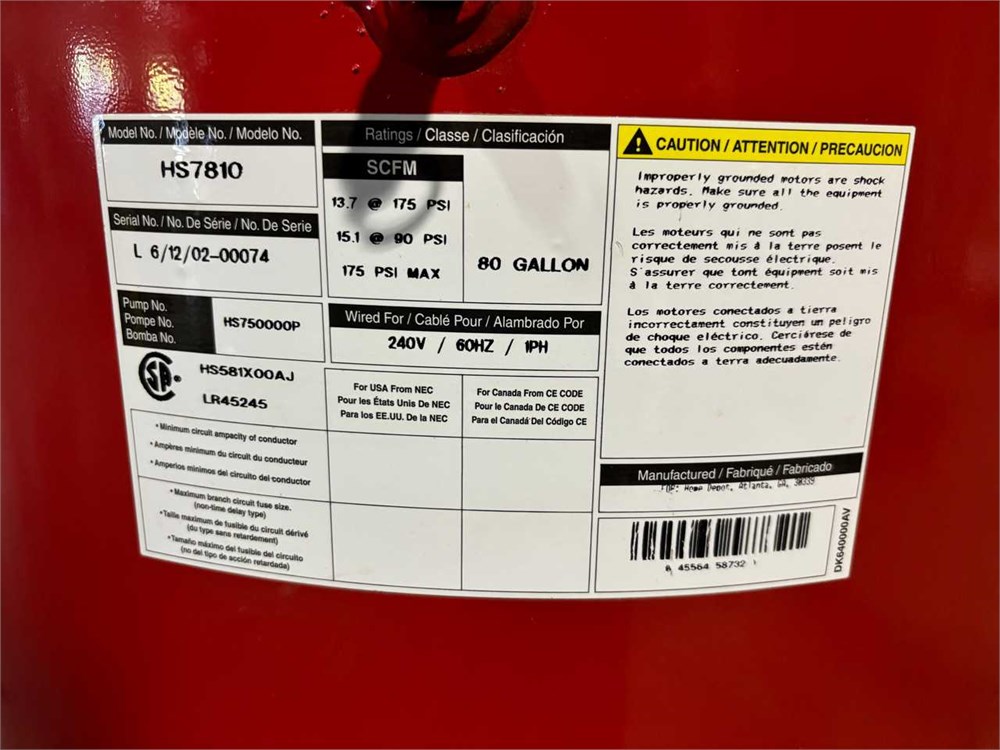 Model No. / Modèle No. / Modelo No.
HS7810
Serial No. / No. De Série / No. De Serie
L 6/12/02-00074
Pump No.
Pompe No.
Bomba No.
HS750000P
SA
HS581X00AJ
LR45245
Ratings / Classe / Clasificación
SCFM
13.7 @ 175 PSI
15.1 @ 90 PSI
175 PSI MAX
80 GALLON
Wired For / Cablé Pour / Alambrado Por
240V / 60HZ / 1PH
For USA From NEC
Pour les États Unis De NEC
Para los EE.UU. De la NEC
For Canada From CE CODE
Pour le Canada De CE CODE
Para el Canadá Del Código CE
• Minimum circuit ampacity of conductor
• Ampères minimum du circuit du conducteur
• Amperios minimos del circuito del conductor
• Maximum branch circuit fuse size.
(non-time delay type)
• Taille maximum de fusible du circuit dérivé
(du type sans retardement)
• Tamaño máximo del fusible del circuito
(no del tipo de acción retardada)
CAUTION / ATTENTION / PRECAUCION
Improperly grounded motors are shock
hazards. Make sure all the equipment
is properly grounded.
Les moteurs qui ne sont pas
correctement mis à la terre posent le
risque de secousse électrique.
S'assurer que tont équipment soit mis
à la terre correctement.
Los motores conectados a tierra
incorrectament constituyen un peligro
de choque eléctrico. Cerciórese de
que todos los componentes estén
conectados a terra adecuadamente.
Manufactured / Fabriqué / Fabricado
FOR: Home Depot, Atlanta, GA, 30339
45564 58732
DK640000AV